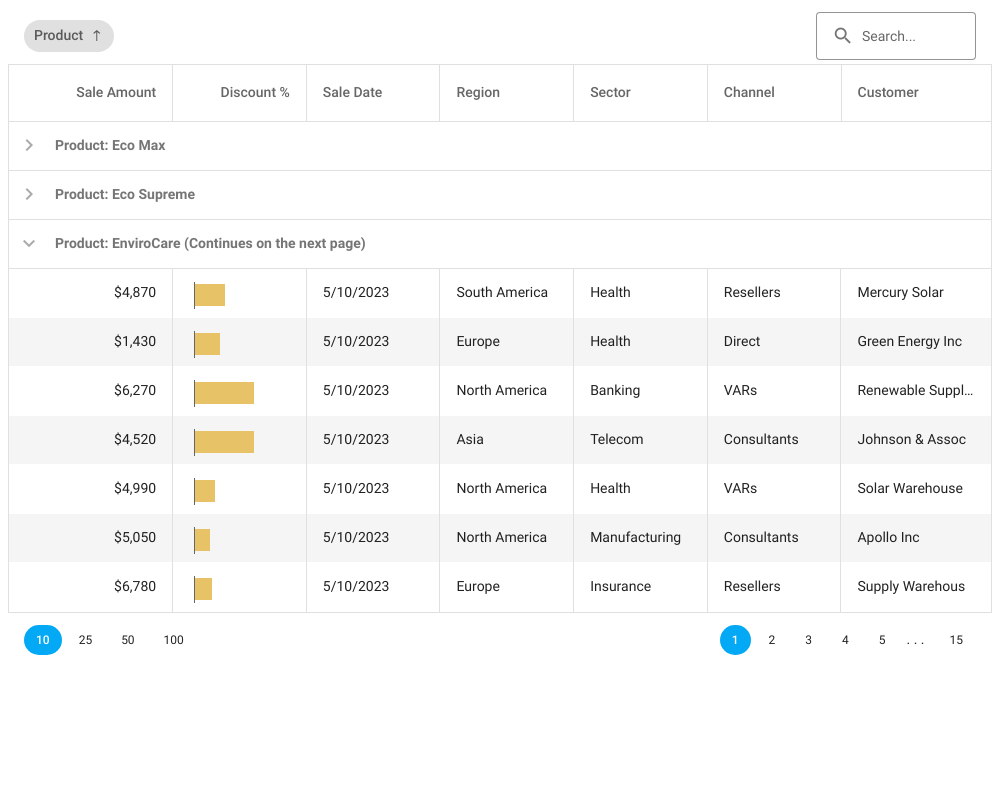 Product ↑
Search...
Sale Amount Discount % Sale Date Region Sector Channel Customer
Product: Eco Max
Product: Eco Supreme
Product: EnviroCare (Continues on the next page)
$4,870 5/10/2023 South America Health Resellers Mercury Solar
$1,430 5/10/2023 Europe Health Direct Green Energy Inc
$6,270 5/10/2023 North America Banking VARs Renewable Suppl...
$4,520 5/10/2023 Asia Telecom Consultants Johnson & Assoc
$4,990 5/10/2023 North America Health VARs Solar Warehouse
$5,050 5/10/2023 North America Manufacturing Consultants Apollo Inc
$6,780 5/10/2023 Europe Insurance Resellers Supply Warehous
10 25 50 100 1 2 3 4 5 . . . 15